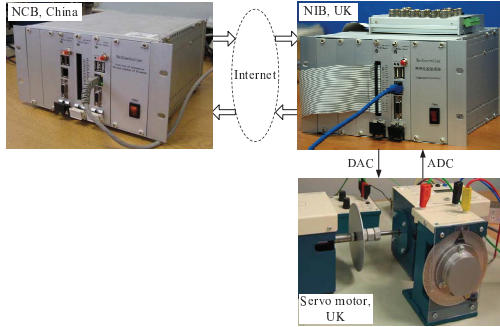 NCB, China
NIB, UK
Internet
DAC
ADC
Servo motor,
UK